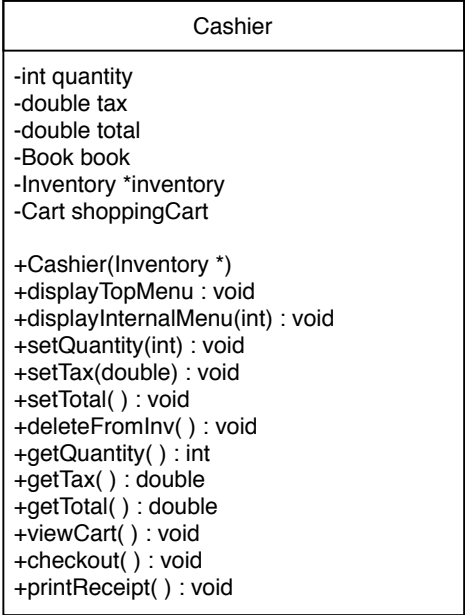 Cashier
-int quantity
-double tax
-double total
-Book book
-Inventory *inventory
-Cart shoppingCart
+Cashier(Inventory *)
+displayTopMenu : void
+displayInternalMenu(int) : void
+setQuantity(int) : void
+setTax(double) : void
+setTotal( ) : void
+deleteFromInv( ) : void
+getQuantity( ) : int
+getTax( ) : double
+getTotal( ) : double
+viewCart( ) : void
+checkout( ) : void
+printReceipt( ) : void